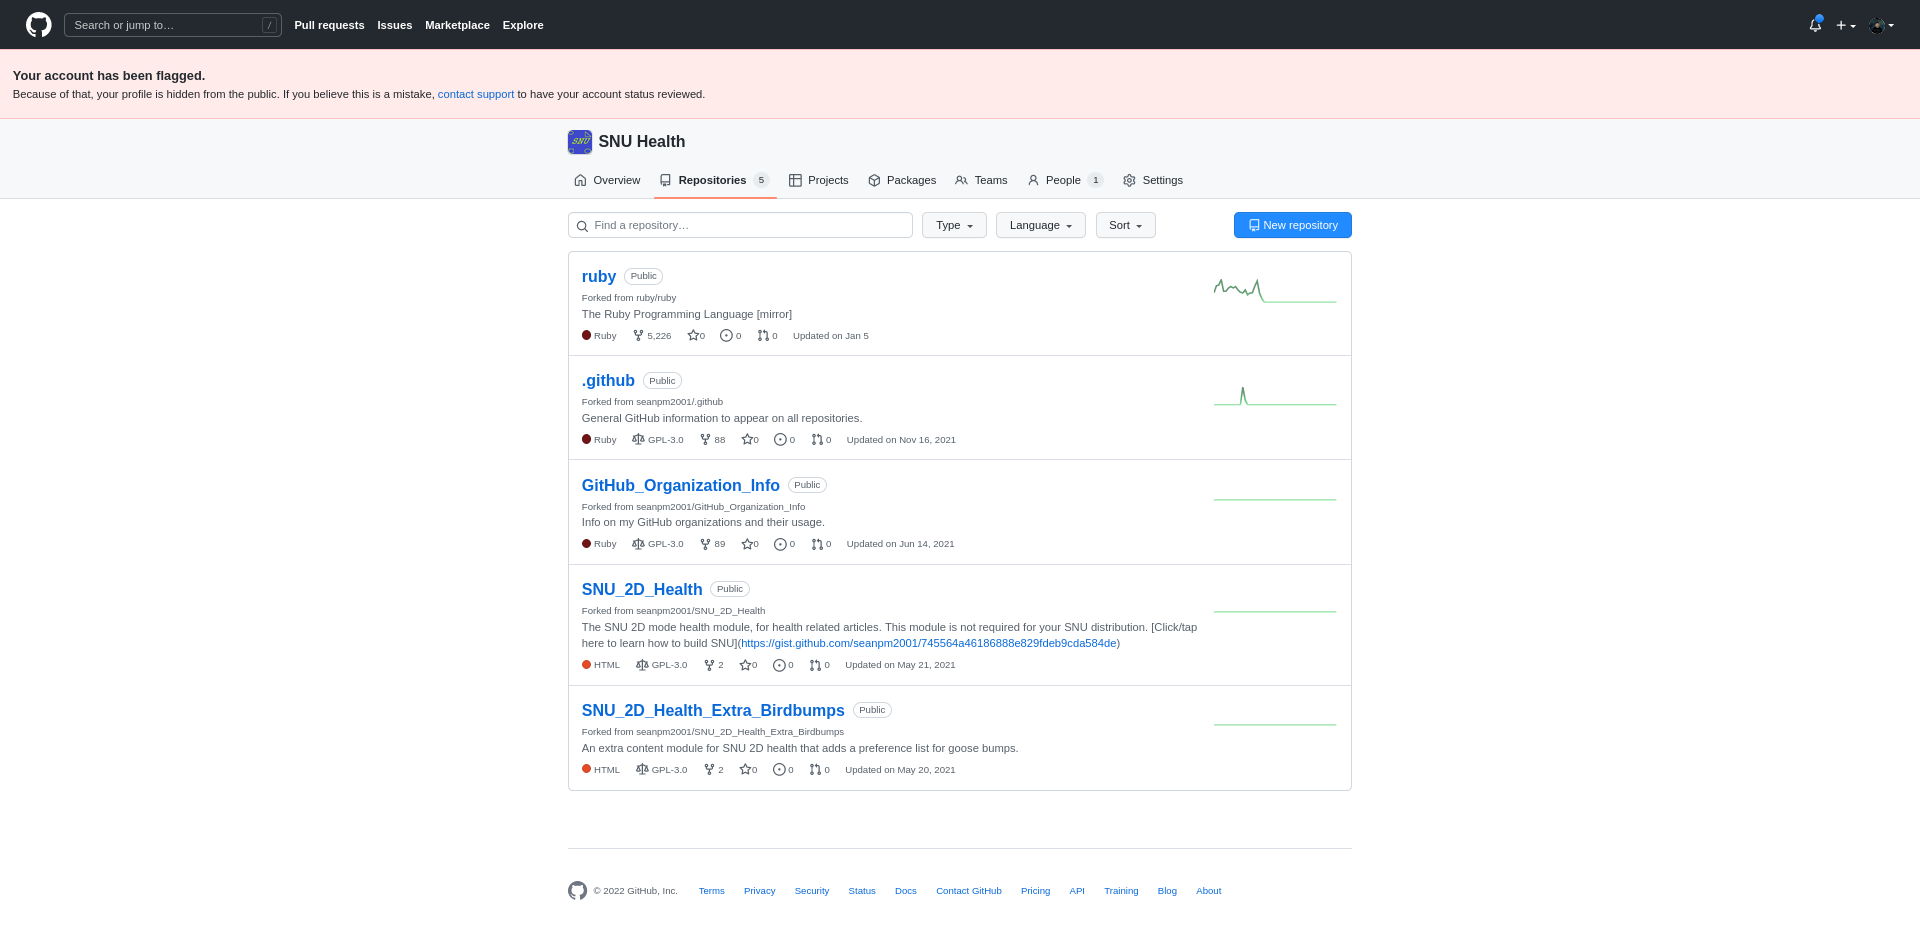 Search or jump to… /
Pull requests Issues Marketplace Explore
Your account has been flagged.
Because of that, your profile is hidden from the public. If you believe this is a mistake, contact support to have your account status reviewed.
SNU SNU Health
Overview Repositories 5 Projects Packages Teams People 1 Settings
Find a repository… Type Language Sort New repository
ruby Public
Forked from ruby/ruby
The Ruby Programming Language [mirror]
Ruby 5,226 0 0 0 Updated on Jan 5
.github Public
Forked from seanpm2001/.github
General GitHub information to appear on all repositories.
Ruby GPL-3.0 88 0 0 0 Updated on Nov 16, 2021
GitHub_Organization_Info Public
Forked from seanpm2001/GitHub_Organization_Info
Info on my GitHub organizations and their usage.
Ruby GPL-3.0 89 0 0 0 Updated on Jun 14, 2021
SNU_2D_Health Public
Forked from seanpm2001/SNU_2D_Health
The SNU 2D mode health module, for health related articles. This module is not required for your SNU distribution. [Click/tap
here to learn how to build SNU](https://gist.github.com/seanpm2001/745564a46186888e829fdeb9cda584de)
HTML GPL-3.0 2 0 0 0 Updated on May 21, 2021
SNU_2D_Health_Extra_Birdbumps Public
Forked from seanpm2001/SNU_2D_Health_Extra_Birdbumps
An extra content module for SNU 2D health that adds a preference list for goose bumps.
HTML GPL-3.0 2 0 0 0 Updated on May 20, 2021
© 2022 GitHub, Inc. Terms Privacy Security Status Docs Contact GitHub Pricing API Training Blog About